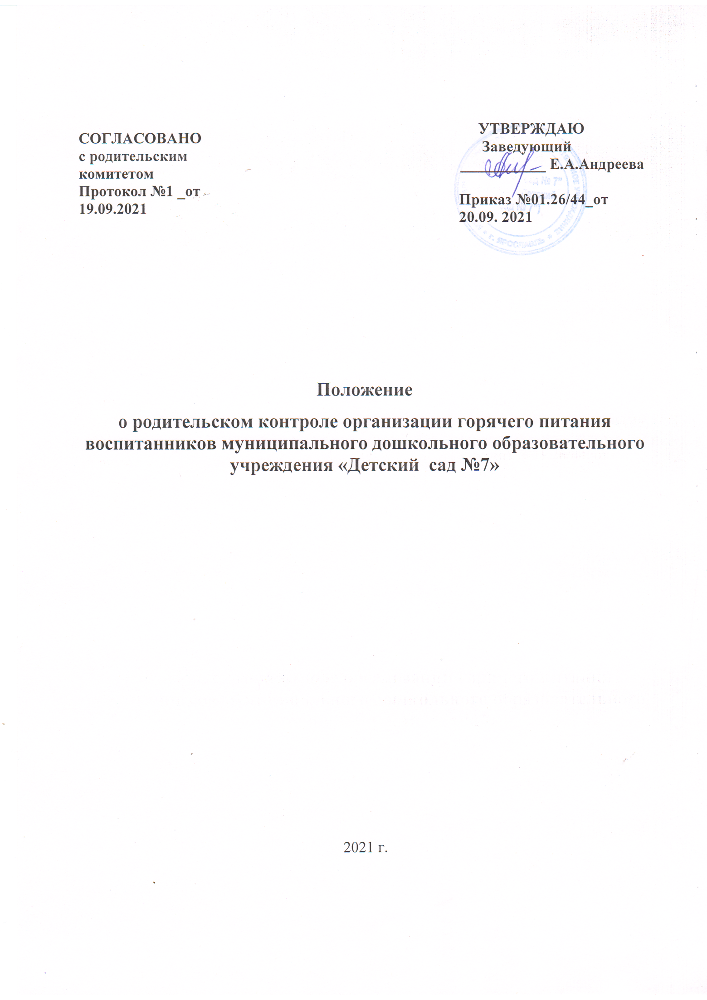 СОГЛАСОВАНО
с родительским
комитетом
Протокол №1 _от
19.09.2021
УТВЕРЖДАЮ
Заведующий
___________ Е.А.Андреева
Приказ №01.26/44_от
20.09. 2021
сад № 7"
г. ЯРОСЛАВЛЬ
Положение
о родительском контроле организации горячего питания
воспитанников муниципального дошкольного образовательного
учреждения «Детский  сад №7»
2021 г.